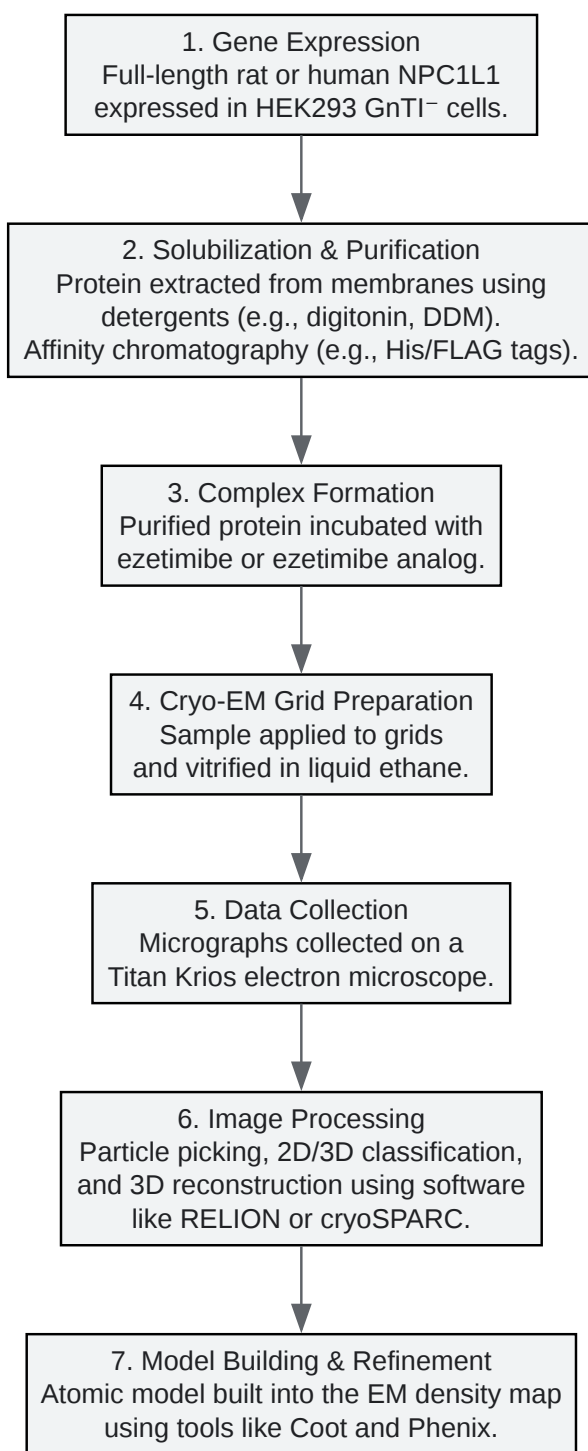 1. Gene Expression
Full-length rat or human NPC1L1
expressed in HEK293 GnTI⁻ cells.
2. Solubilization & Purification
Protein extracted from membranes using
detergents (e.g., digitonin, DDM).
Affinity chromatography (e.g., His/FLAG tags).
3. Complex Formation
Purified protein incubated with
ezetimibe or ezetimibe analog.
4. Cryo-EM Grid Preparation
Sample applied to grids
and vitrified in liquid ethane.
5. Data Collection
Micrographs collected on a
Titan Krios electron microscope.
6. Image Processing
Particle picking, 2D/3D classification,
and 3D reconstruction using software
like RELION or cryoSPARC.
7. Model Building & Refinement
Atomic model built into the EM density map
using tools like Coot and Phenix.